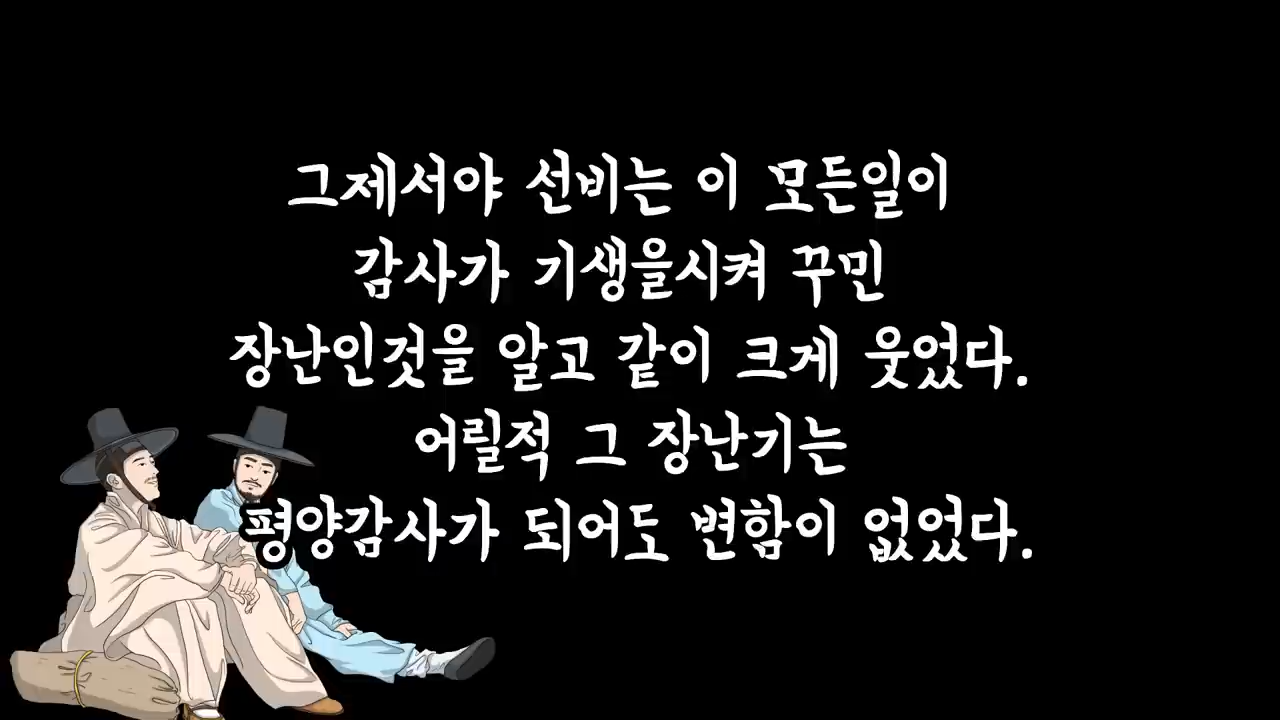 그제서야 선비는 이 모든일이
감사가 기생을시켜 꾸민
장난인것을 알고 같이 크게 웃었다.
어릴적 그 장난기는
평양감사가 되어도 변함이 없었다.